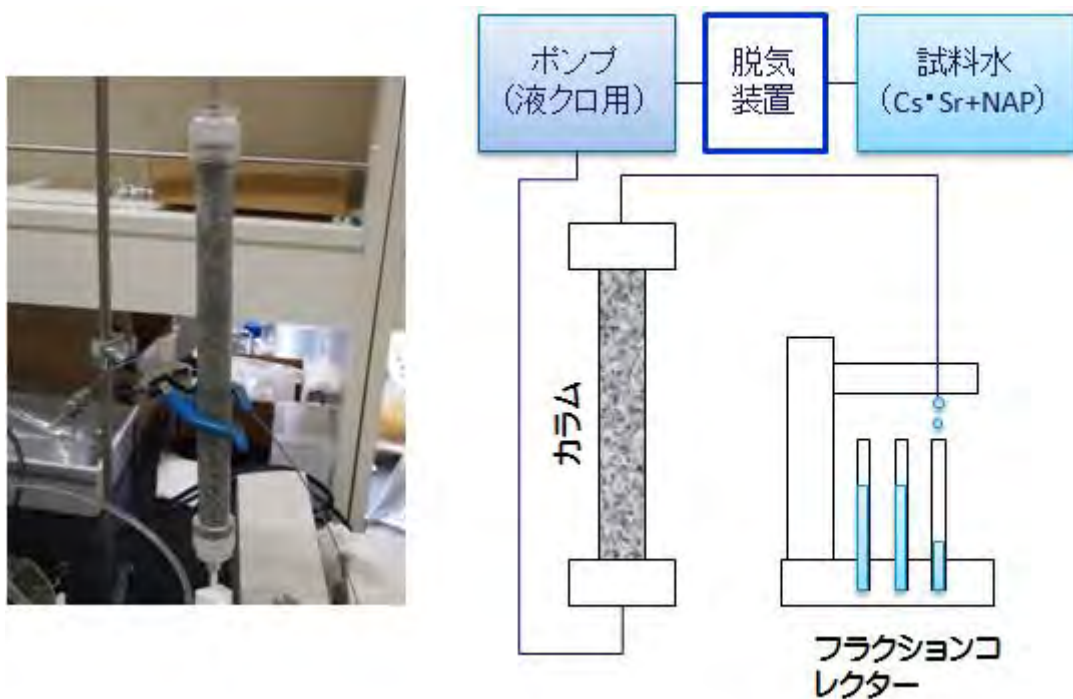 ポンプ
(液クロ用)
脱気
装置
試料水
(Cs・Sr+NAP)
カラム
フラクションコ
レクター